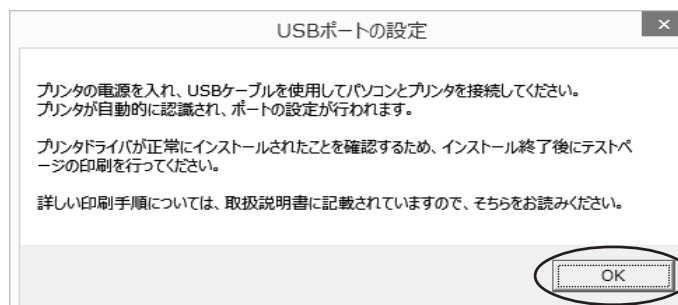 USBポートの設定
×
プリンタの電源を入れ、USBケーブルを使用してパソコンとプリンタを接続してください。
プリンタが自動的に認識され、ポートの設定が行われます。
プリンタドライバが正常にインストールされたことを確認するため、インストール終了後にテストペ
ージの印刷を行ってください。
詳しい印刷手順については、取扱説明書に記載されていますので、そちらをお読みください。
OK